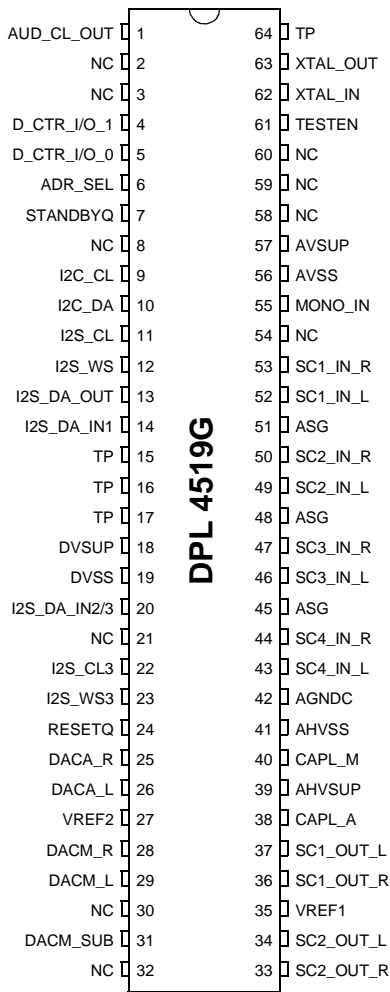 AUD_CL_OUT 1 64 TP
NC 2 63 XTAL_OUT
NC 3 62 XTAL_IN
D_CTR_I/O_1 4 61 TESTEN
D_CTR_I/O_0 5 60 NC
ADR_SEL 6 59 NC
STANDBYQ 7 58 NC
NC 8 57 AVSUP
I2C_CL 9 56 AVSS
I2C_DA 10 55 MONO_IN
I2S_CL 11 54 NC
I2S_WS 12 53 SC1_IN_R
I2S_DA_OUT 13 52 SC1_IN_L
I2S_DA_IN1 14 51 ASG
TP 15 50 SC2_IN_R
TP 16 49 SC2_IN_L
TP 17 48 ASG
DVSUP 18 47 SC3_IN_R
DVSS 19 46 SC3_IN_L
I2S_DA_IN2/3 20 45 ASG
NC 21 44 SC4_IN_R
I2S_CL3 22 43 SC4_IN_L
I2S_WS3 23 42 AGNDC
RESETQ 24 41 AHVSS
DACA_R 25 40 CAPL_M
DACA_L 26 39 AHVSUP
VREF2 27 38 CAPL_A
DACM_R 28 37 SC1_OUT_L
DACM_L 29 36 SC1_OUT_R
NC 30 35 VREF1
DACM_SUB 31 34 SC2_OUT_L
NC 32 33 SC2_OUT_R
DPL 4519G